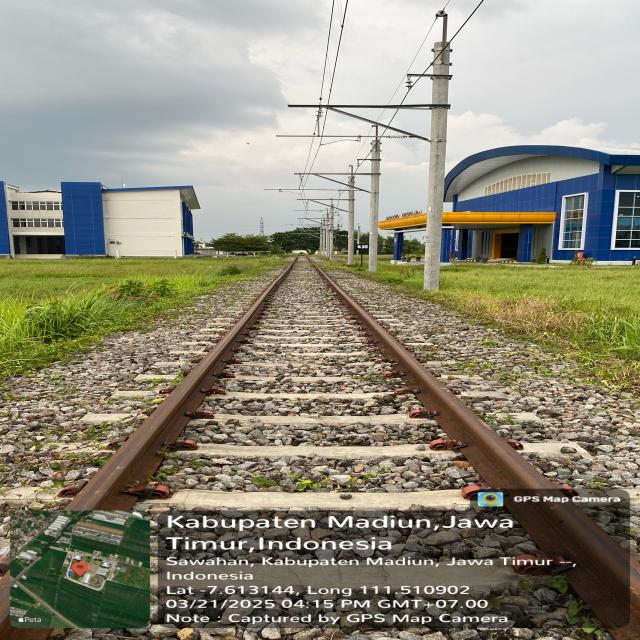 GPS Map Camera
Kabupaten Madiun,Jawa
Timur,Indonesia
Sawahan, Kabupaten Madiun, Jawa Timur --,
Indonesia
Lat -7.613144, Long 111.510902
03/21/2025 04:15 PM GMT+07.00
Note : Captured by GPS Map Camera
Peta